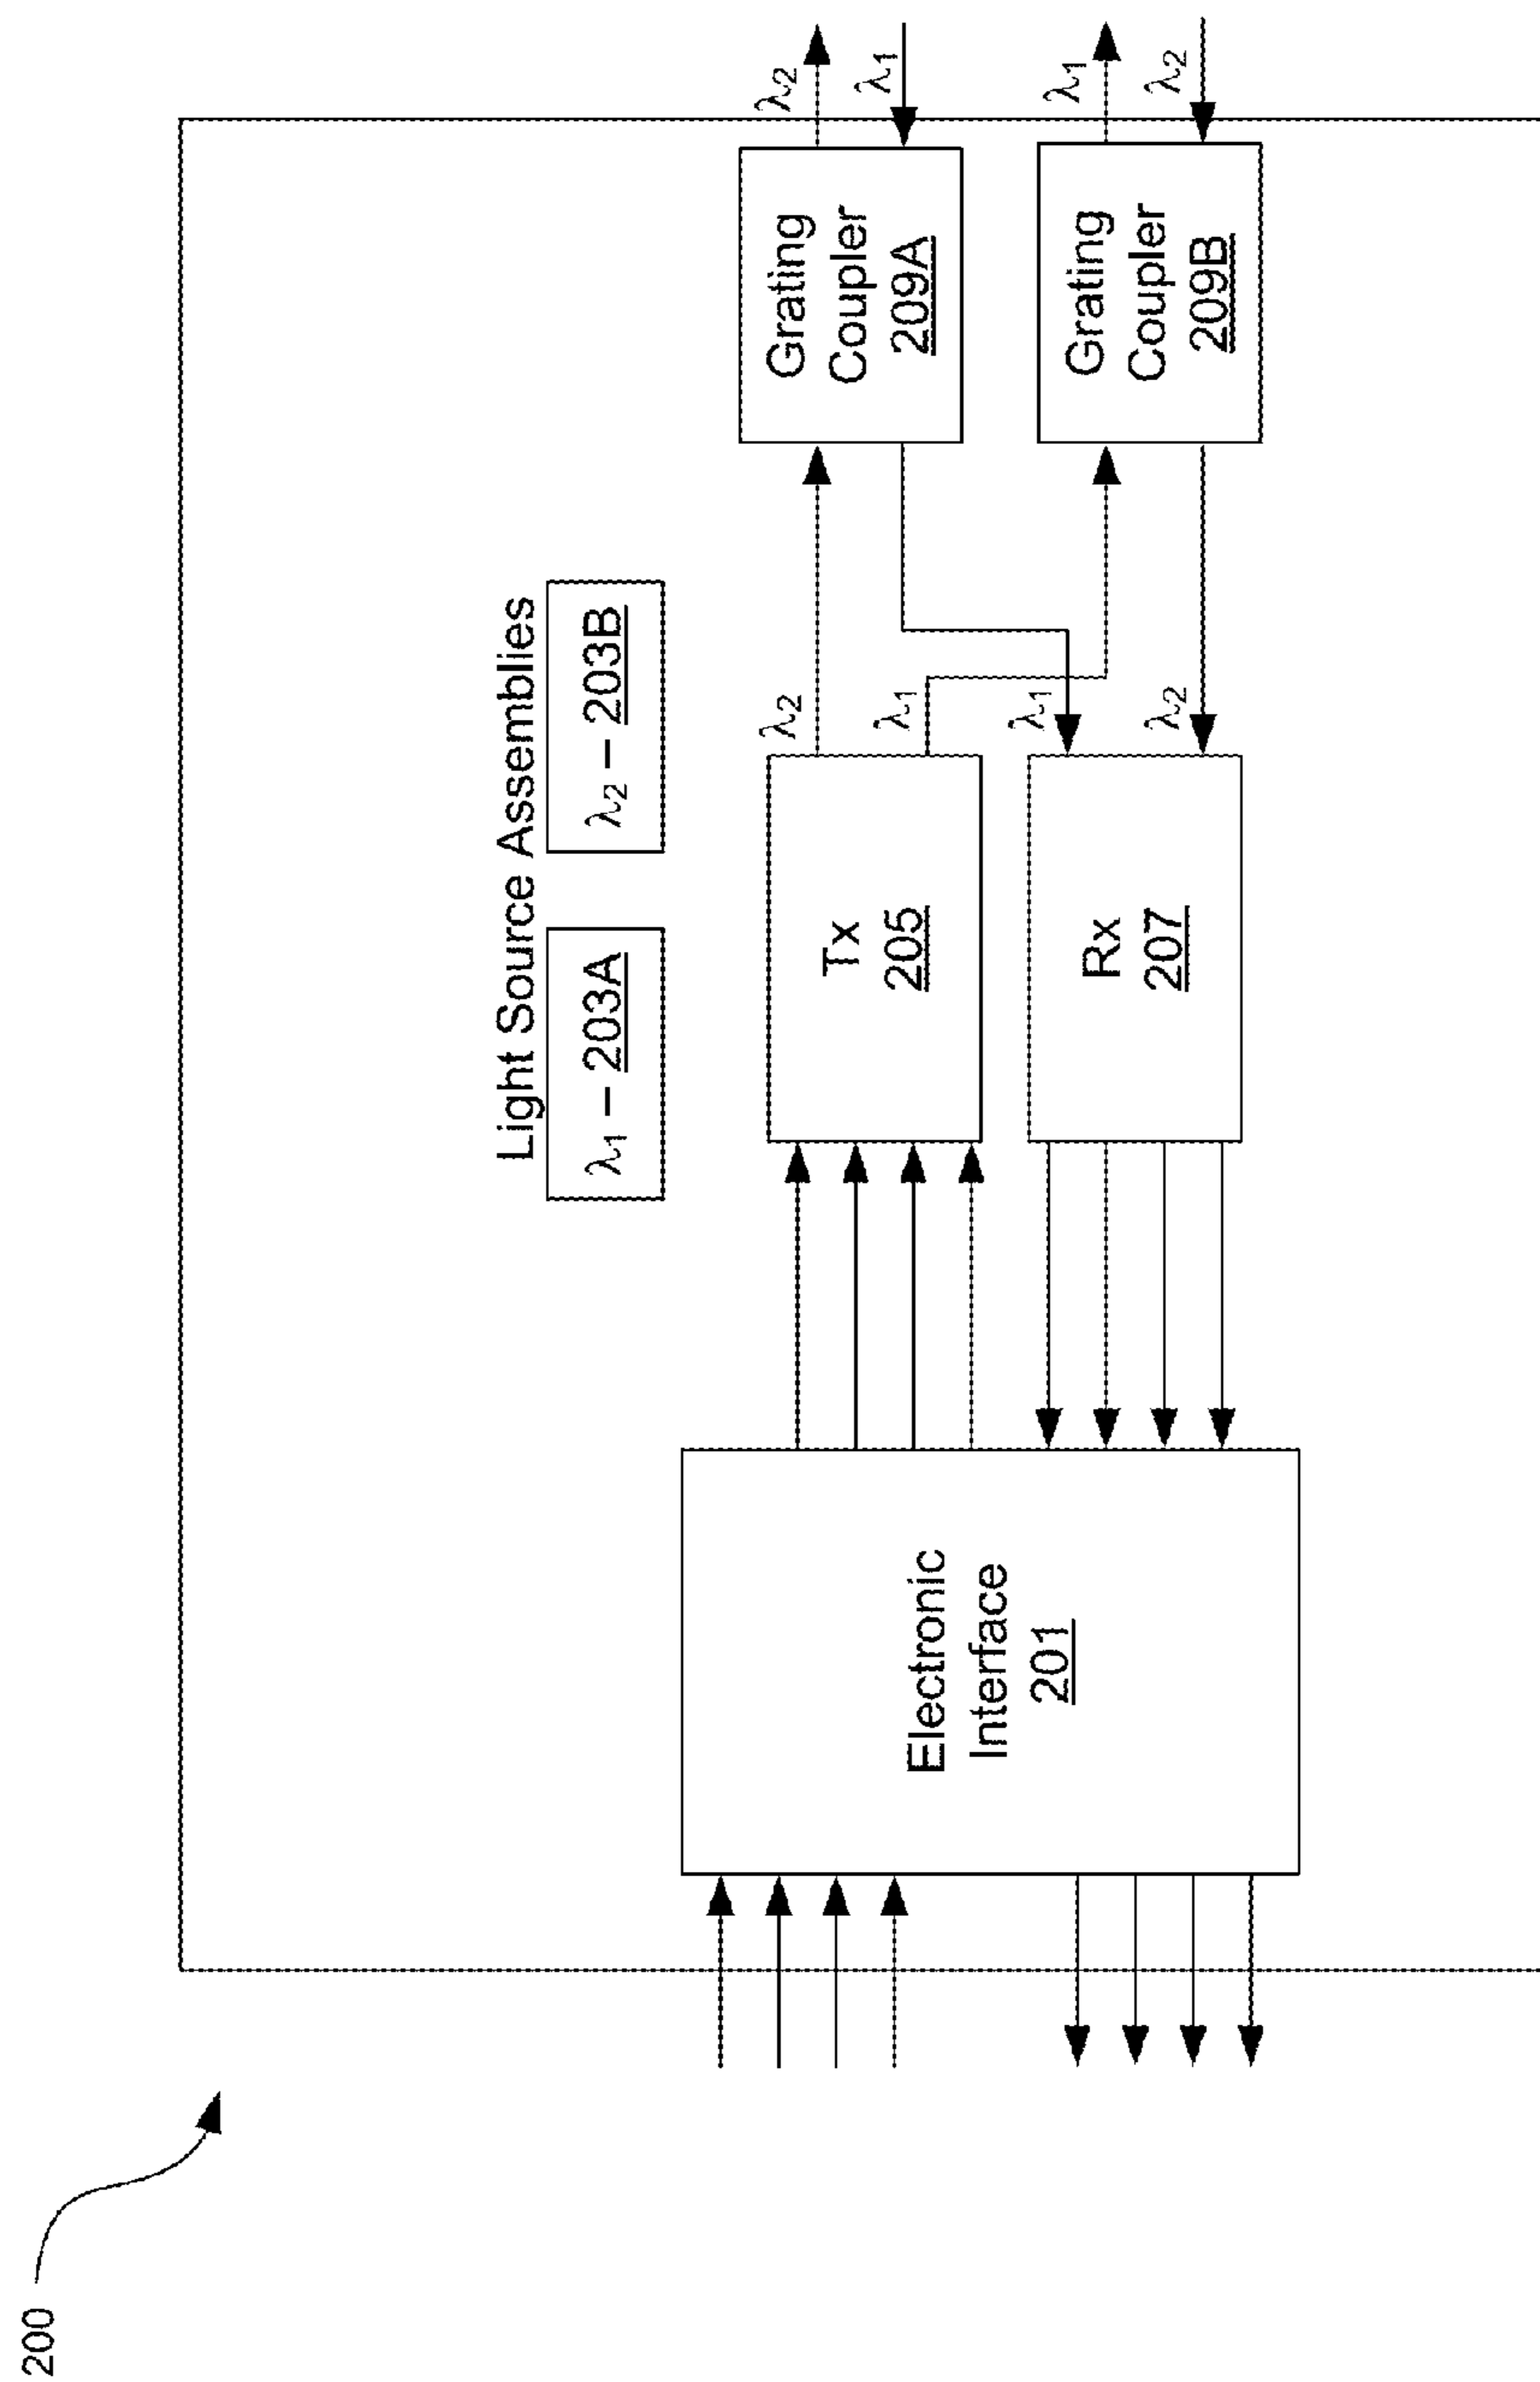 200
Light Source Assemblies
λ1 – 203A
λ2 – 203B
Electronic
Interface
201
Tx
205
Rx
207
λ2
λ1
λ1
λ2
Grating
Coupler
209A
Grating
Coupler
209B
λ2
λ1
λ1
λ2